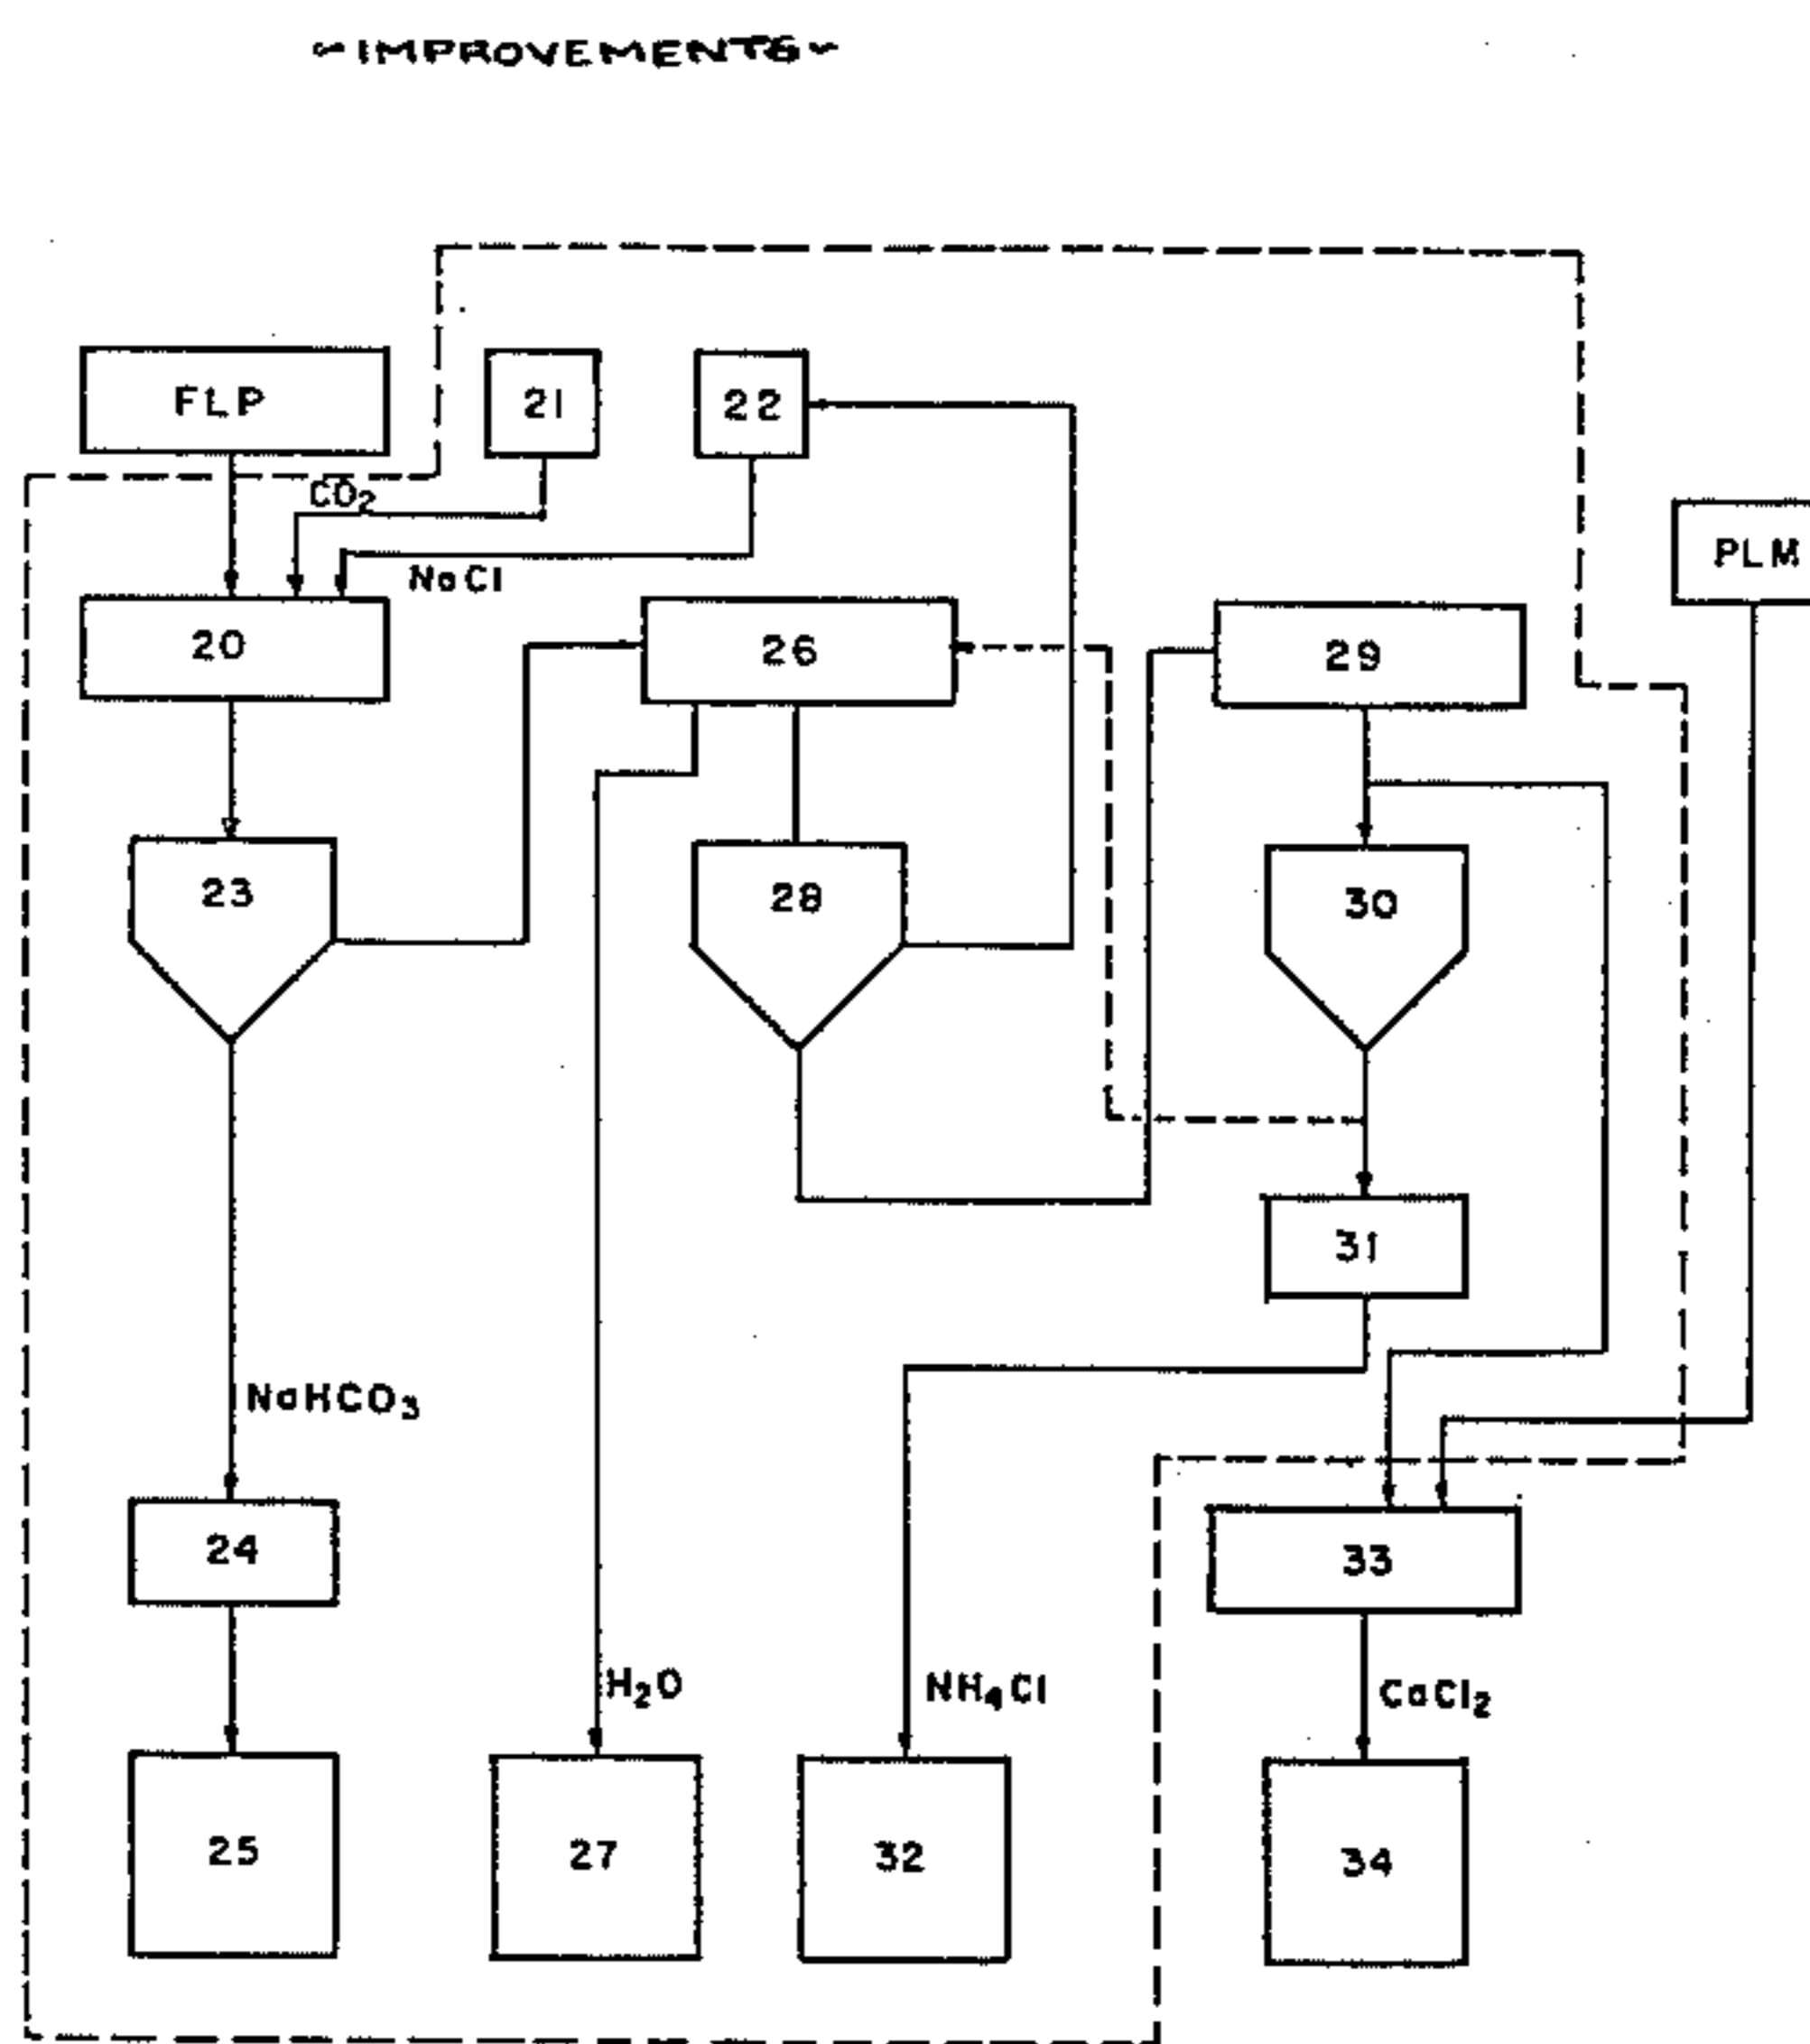 ~IMPROVEMENTS~
FLP
21
22
CO₂
PLM
NaCl
20
26
29
23
28
30
31
NaHCO₃
24
33
H₂O
NH₄Cl
CaCl₂
25
27
32
34